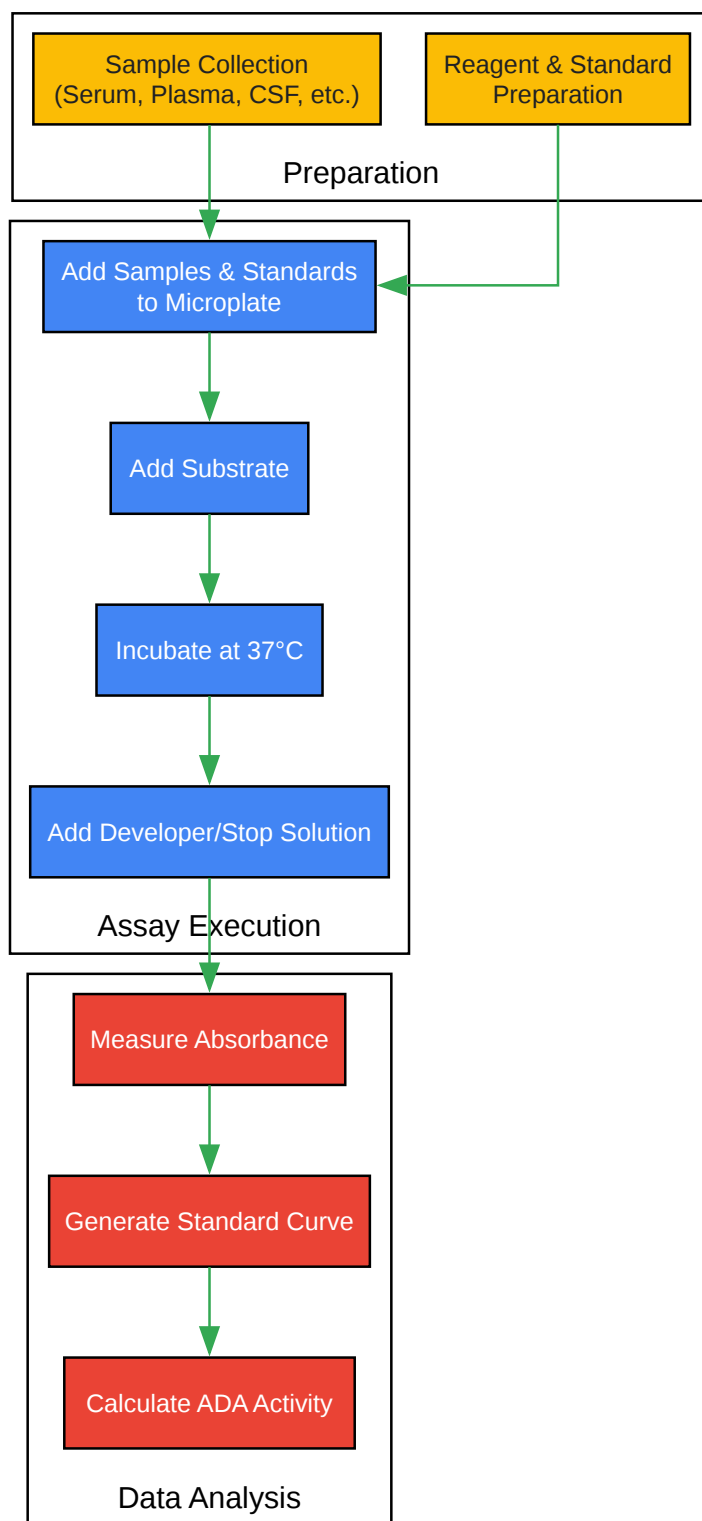 Sample Collection
(Serum, Plasma, CSF, etc.)
Reagent & Standard
Preparation
Preparation
Add Samples & Standards
to Microplate
Add Substrate
Incubate at 37°C
Add Developer/Stop Solution
Assay Execution
Measure Absorbance
Generate Standard Curve
Calculate ADA Activity
Data Analysis